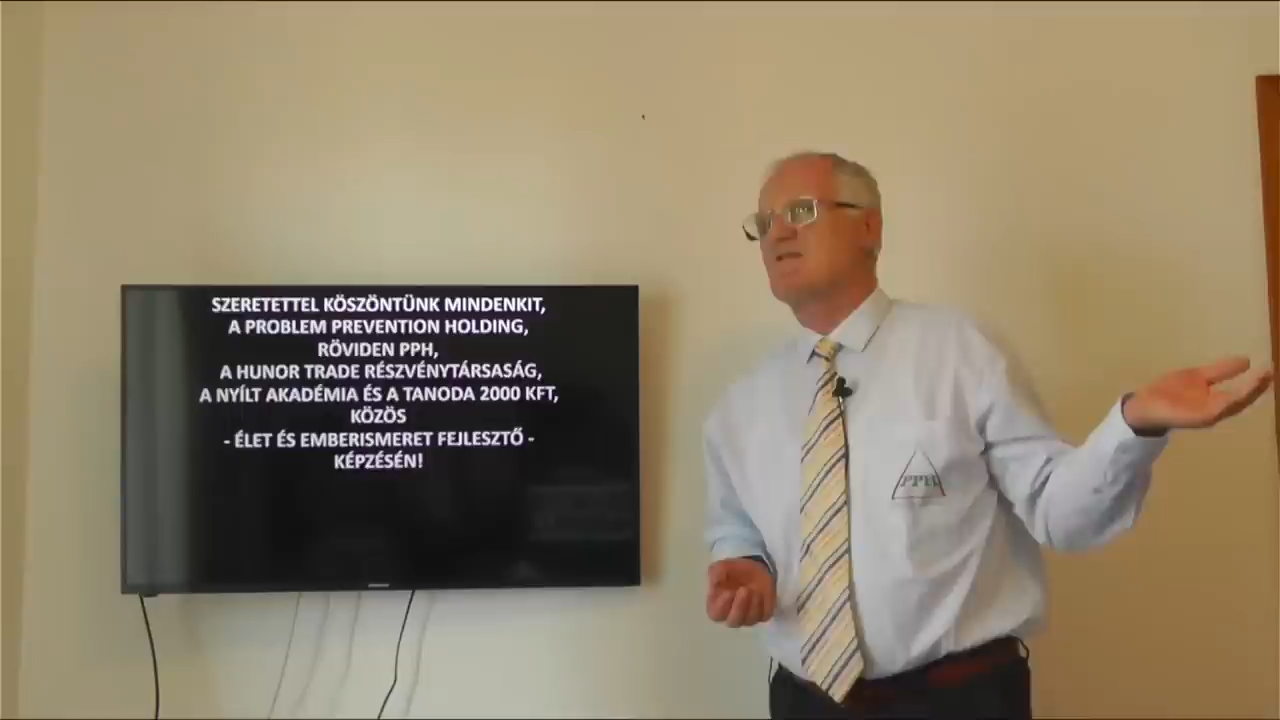 SZERETETTEL KÖSZÖNTÜNK MINDENKIT,
A PROBLEM PREVENTION HOLDING,
RÖVIDEN PPH,
A HUNOR TRADE RÉSZVÉNYTÁRSASÁG,
A NYÍLT AKADÉMIA ÉS A TANODA 2000 KFT,
KÖZÖS
- ÉLET ÉS EMBERISMERET FEJLESZTŐ -
KÉPZÉSÉN!
PPH